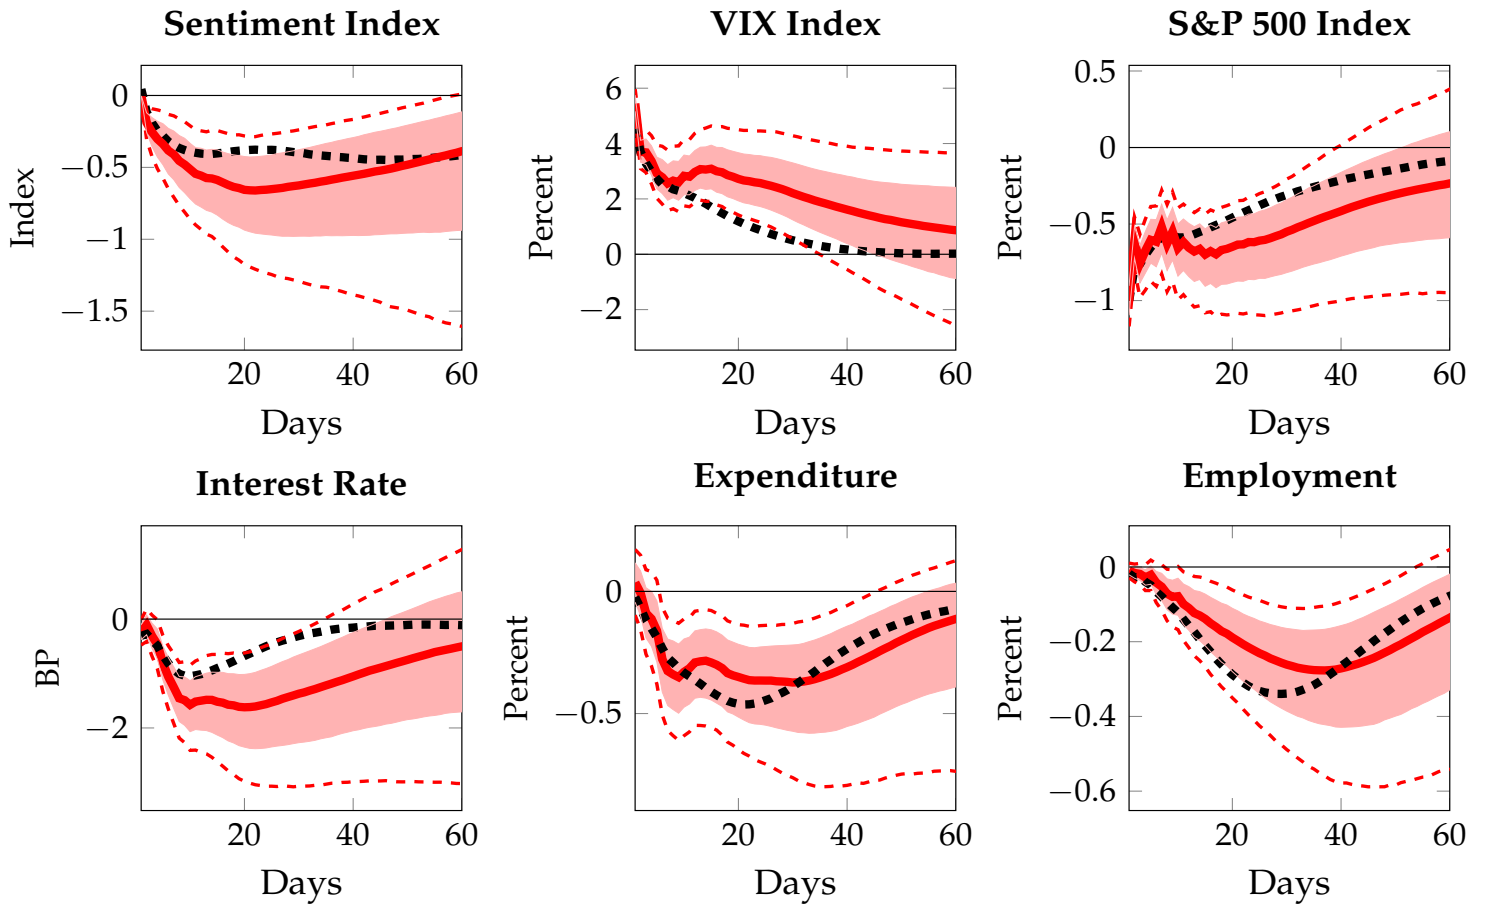 Sentiment Index
VIX Index
S&P 500 Index
0
−0.5
−1
−1.5
Index
20 40 60
Days
6
4
2
0
−2
Percent
20 40 60
Days
0.5
0
−0.5
−1
Percent
20 40 60
Days
Interest Rate
Expenditure
Employment
0
−2
BP
20 40 60
Days
0
−0.5
Percent
20 40 60
Days
0
−0.2
−0.4
−0.6
Percent
20 40 60
Days